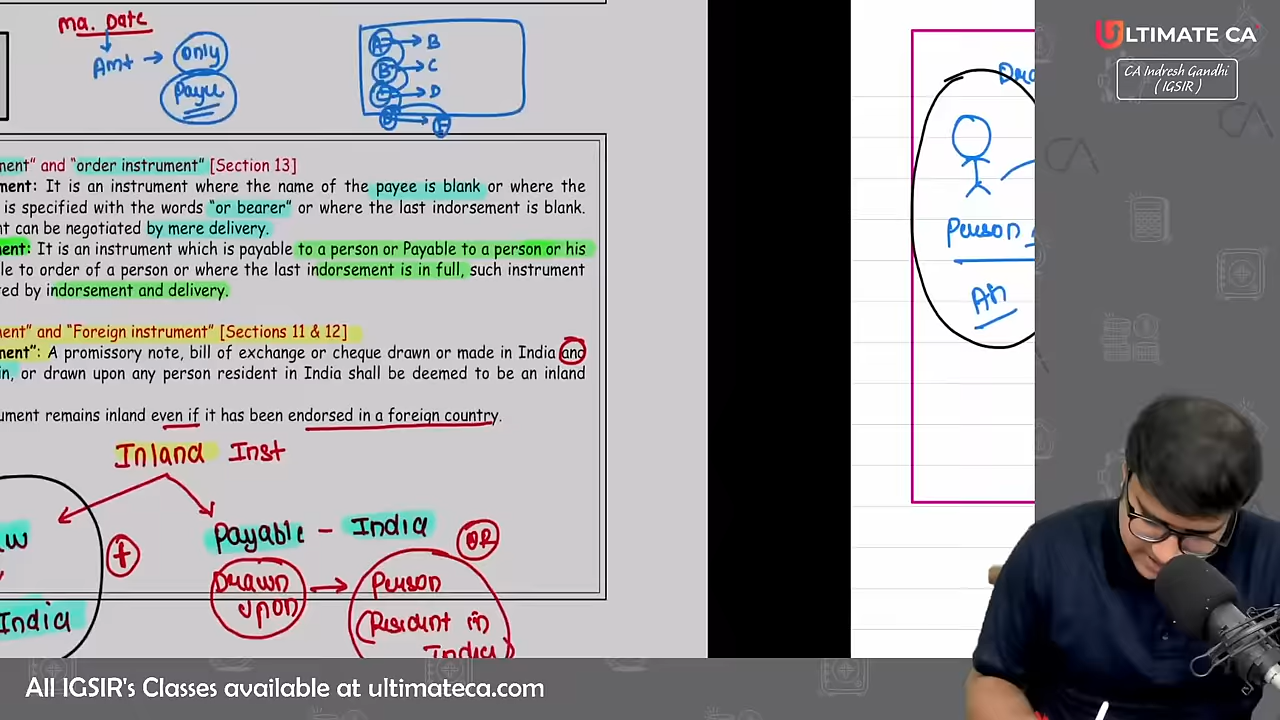 ma. Date
Amt → only
Payee
A → B
B → C
D
ment" and "order instrument" [Section 13]
ment: It is an instrument where the name of the payee is blank or where the
is specified with the words "or bearer" or where the last indorsement is blank.
nt can be negotiated by mere delivery.
ent: It is an instrument which is payable to a person or Payable to a person or his
le to order of a person or where the last indorsement is in full, such instrument
ed by indorsement and delivery.
ment" and "Foreign instrument" [Sections 11 & 12]
ment": A promissory note, bill of exchange or cheque drawn or made in India and
in, or drawn upon any person resident in India shall be deemed to be an inland
ument remains inland even if it has been endorsed in a foreign country.
Inland Inst
w + Payable - India OR
India
Drawn upon → Person
(Resident in
India)
Dra
Person
ULTIMATE CA
CA Indresh Gandhi
( IGSIR )
All IGSIR's Classes available at ultimateca.com